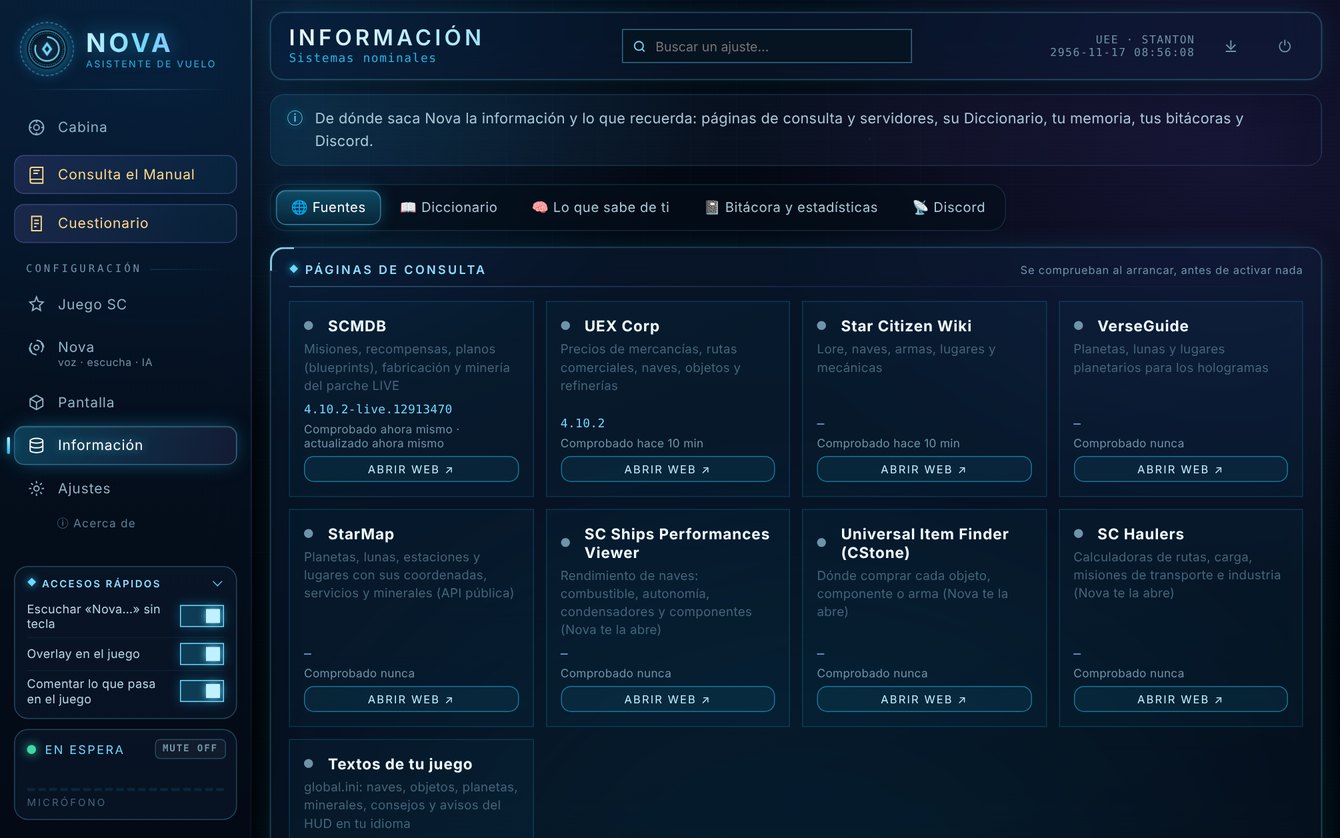 NOVA
ASISTENTE DE VUELO
Cabina
Consulta el Manual
Cuestionario
CONFIGURACIÓN
Juego SC
Nova
voz · escucha · IA
Pantalla
Información
Ajustes
ⓘ Acerca de
ACCESOS RÁPIDOS
Escuchar «Nova...» sin
tecla
Overlay en el juego
Comentar lo que pasa
en el juego
EN ESPERA
MUTE OFF
MICRÓFONO
INFORMACIÓN
Sistemas nominales
Buscar un ajuste...
UEE · STANTON
2956-11-17 08:56:08
De dónde saca Nova la información y lo que recuerda: páginas de consulta y servidores, su Diccionario, tu memoria, tus bitácoras y
Discord.
Fuentes
Diccionario
Lo que sabe de ti
Bitácora y estadísticas
Discord
PÁGINAS DE CONSULTA
Se comprueban al arrancar, antes de activar nada
SCMDB
Misiones, recompensas, planos
(blueprints), fabricación y minería
del parche LIVE
4.10.2-live.12913470
Comprobado ahora mismo ·
actualizado ahora mismo
ABRIR WEB ↗
UEX Corp
Precios de mercancías, rutas
comerciales, naves, objetos y
refinerías
4.10.2
Comprobado hace 10 min
ABRIR WEB ↗
Star Citizen Wiki
Lore, naves, armas, lugares y
mecánicas
—
Comprobado hace 10 min
ABRIR WEB ↗
VerseGuide
Planetas, lunas y lugares
planetarios para los hologramas
—
Comprobado nunca
ABRIR WEB ↗
StarMap
Planetas, lunas, estaciones y
lugares con sus coordenadas,
servicios y minerales (API pública)
—
Comprobado nunca
ABRIR WEB ↗
SC Ships Performances
Viewer
Rendimiento de naves:
combustible, autonomía,
condensadores y componentes
(Nova te la abre)
—
Comprobado nunca
ABRIR WEB ↗
Universal Item Finder
(CStone)
Dónde comprar cada objeto,
componente o arma (Nova te la
abre)
—
Comprobado nunca
ABRIR WEB ↗
SC Haulers
Calculadoras de rutas, carga,
misiones de transporte e industria
(Nova te la abre)
—
Comprobado nunca
ABRIR WEB ↗
Textos de tu juego
global.ini: naves, objetos, planetas,
minerales, consejos y avisos del
HUD en tu idioma